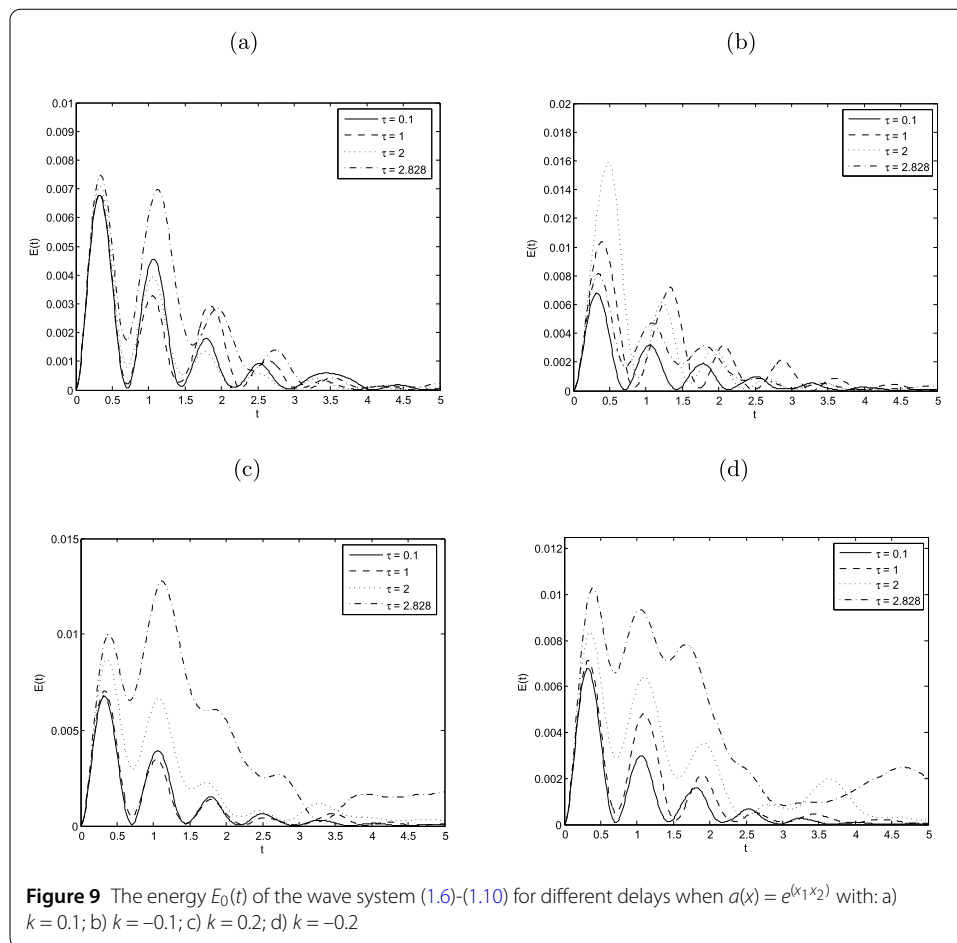 (a)
0.01
0.009
0.008
0.007
0.006
0.005
0.004
0.003
0.002
0.001
0
E(t)
0 0.5 1 1.5 2 2.5 3 3.5 4 4.5 5
t
τ = 0.1
τ = 1
τ = 2
τ = 2.828
(b)
0.02
0.018
0.016
0.014
0.012
0.01
0.008
0.006
0.004
0.002
0
E(t)
0 0.5 1 1.5 2 2.5 3 3.5 4 4.5 5
t
τ = 0.1
τ = 1
τ = 2
τ = 2.828
(c)
0.015
0.01
0.005
0
E(t)
0 0.5 1 1.5 2 2.5 3 3.5 4 4.5 5
t
τ = 0.1
τ = 1
τ = 2
τ = 2.828
(d)
0.012
0.01
0.008
0.006
0.004
0.002
0
E(t)
0 0.5 1 1.5 2 2.5 3 3.5 4 4.5 5
t
τ = 0.1
τ = 1
τ = 2
τ = 2.828
Figure 9 The energy E₀(t) of the wave system (1.6)-(1.10) for different delays when a(x) = e^(x₁x₂) with: a)
k = 0.1; b) k = –0.1; c) k = 0.2; d) k = –0.2